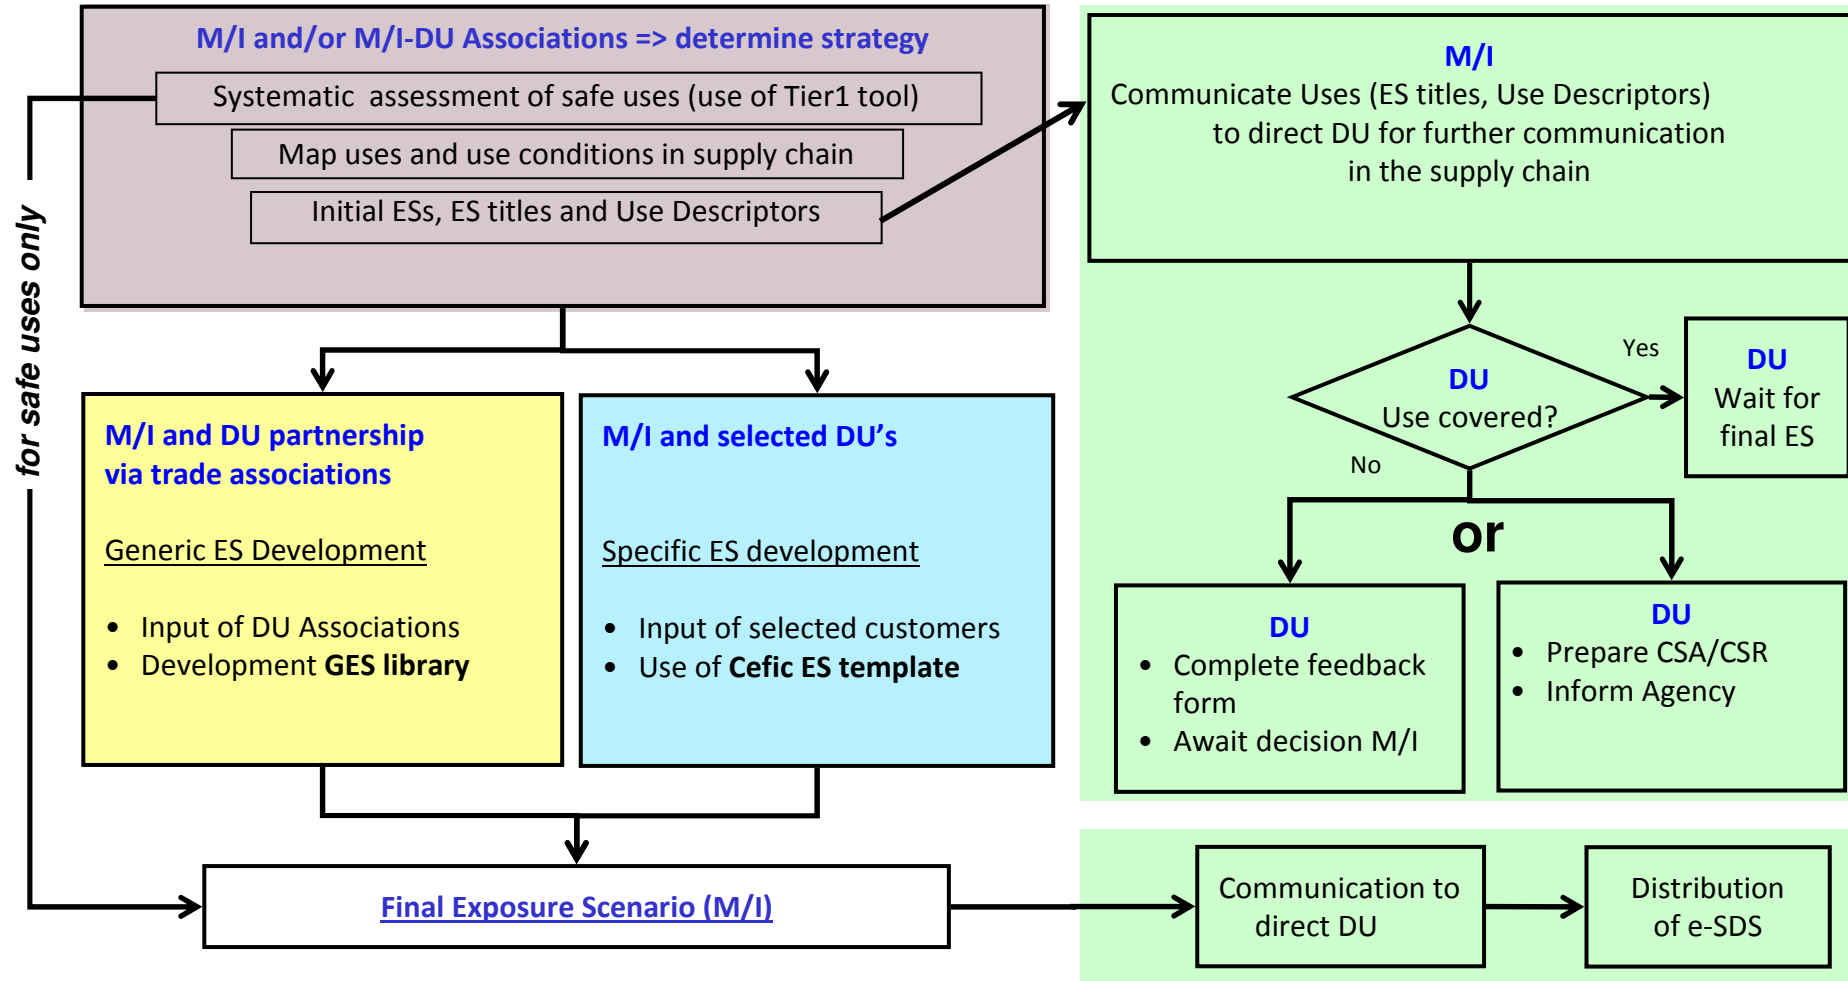 M/I and/or M/I-DU Associations => determine strategy
Systematic assessment of safe uses (use of Tier1 tool)
Map uses and use conditions in supply chain
Initial ESs, ES titles and Use Descriptors
for safe uses only
M/I
Communicate Uses (ES titles, Use Descriptors)
to direct DU for further communication
in the supply chain
DU
Use covered?
Yes
No
DU
Wait for
final ES
or
DU
• Complete feedback
form
• Await decision M/I
DU
• Prepare CSA/CSR
• Inform Agency
M/I and DU partnership
via trade associations
Generic ES Development
• Input of DU Associations
• Development GES library
M/I and selected DU’s
Specific ES development
• Input of selected customers
• Use of Cefic ES template
Final Exposure Scenario (M/I)
Communication to
direct DU
Distribution
of e-SDS